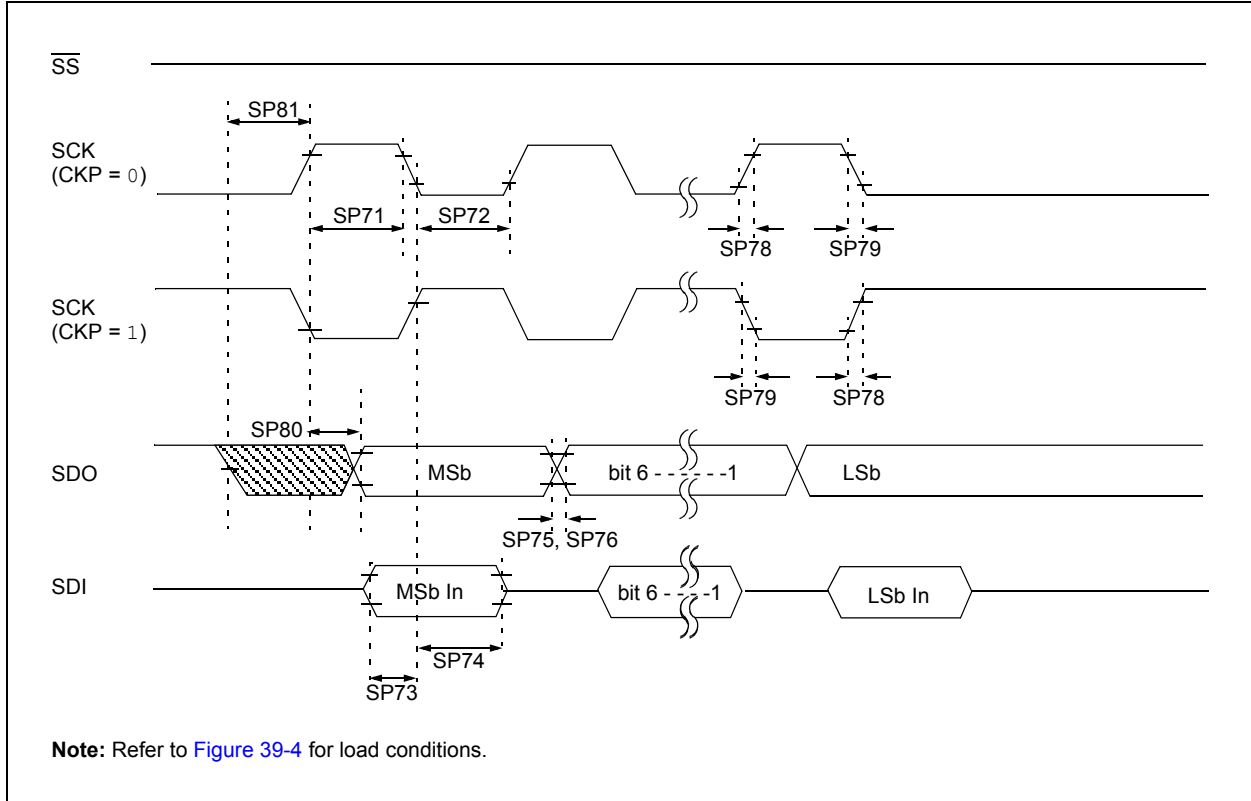 SS
SP81
SCK
(CKP = 0)
SP71
SP72
SP78
SP79
SCK
(CKP = 1)
SP79
SP78
SP80
SDO
MSb
bit 6 - - - - - - -1
LSb
SP75, SP76
SDI
MSb In
bit 6 - - - - -1
LSb In
SP74
SP73
Note: Refer to Figure 39-4 for load conditions.